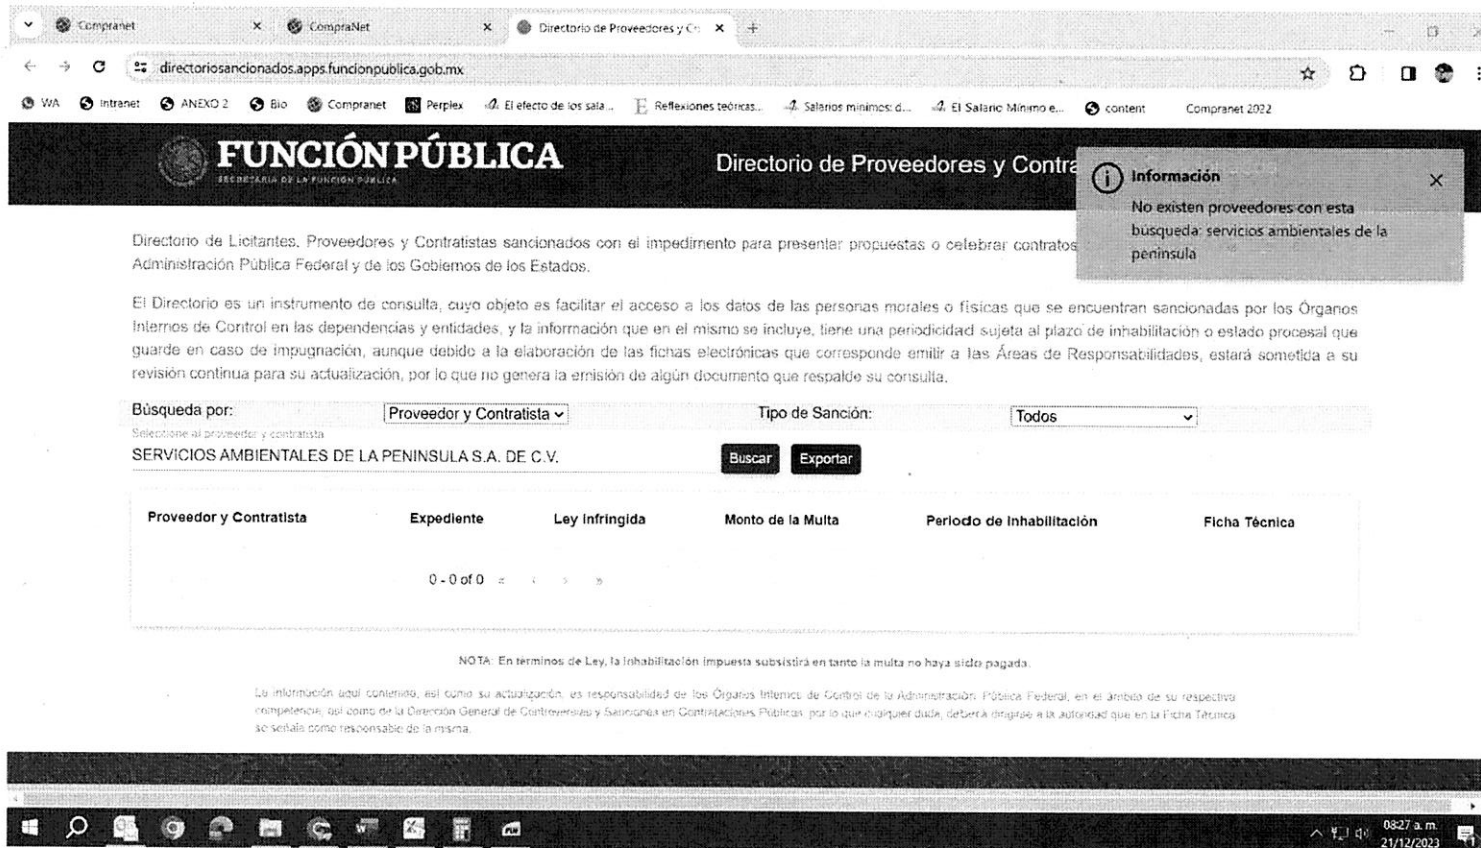 Compranet
CompraNet
Directorio de Proveedores y Co
directoriosancionados.apps.funcionpublica.gob.mx
WA Intranet ANEXO 2 Bio Compranet Perplex El efecto de los sala... Reflexiones teóricas... Salarios mínimos: d... El Salario Mínimo e... content Compranet 2022
FUNCIÓN PÚBLICA
SECRETARÍA DE LA FUNCIÓN PÚBLICA
Directorio de Proveedores y Contra
Información
No existen proveedores con esta
búsqueda: servicios ambientales de la
peninsula
Directorio de Licitantes, Proveedores y Contratistas sancionados con el impedimento para presentar propuestas o celebrar contratos
Administración Pública Federal y de los Gobiernos de los Estados.
El Directorio es un instrumento de consulta, cuyo objeto es facilitar el acceso a los datos de las personas morales o físicas que se encuentran sancionadas por los Órganos
Internos de Control en las dependencias y entidades, y la información que en el mismo se incluye, tiene una periodicidad sujeta al plazo de inhabilitación o estado procesal que
guarde en caso de impugnación, aunque debido a la elaboración de las fichas electrónicas que corresponde emitir a las Áreas de Responsabilidades, estará sometida a su
revisión continua para su actualización, por lo que no genera la emisión de algún documento que respalde su consulta.
Búsqueda por: Proveedor y Contratista Tipo de Sanción: Todos
Seleccione al proveedor y contratista
SERVICIOS AMBIENTALES DE LA PENINSULA S.A. DE C.V. Buscar Exportar
Proveedor y Contratista Expediente Ley Infringida Monto de la Multa Periodo de Inhabilitación Ficha Técnica
0 - 0 of 0 « ‹ › »
NOTA: En términos de Ley, la inhabilitación impuesta subsistirá en tanto la multa no haya sido pagada.
La información aquí contenida, así como su actualización, es responsabilidad de los Órganos Internos de Control de la Administración Pública Federal, en el ámbito de su respectiva
competencia, así como de la Dirección General de Controversias y Sanciones en Contrataciones Públicas, por lo que cualquier duda, deberá dirigirse a la autoridad que en la Ficha Técnica
se señala como responsable de la misma.
08:27 a. m.
21/12/2023